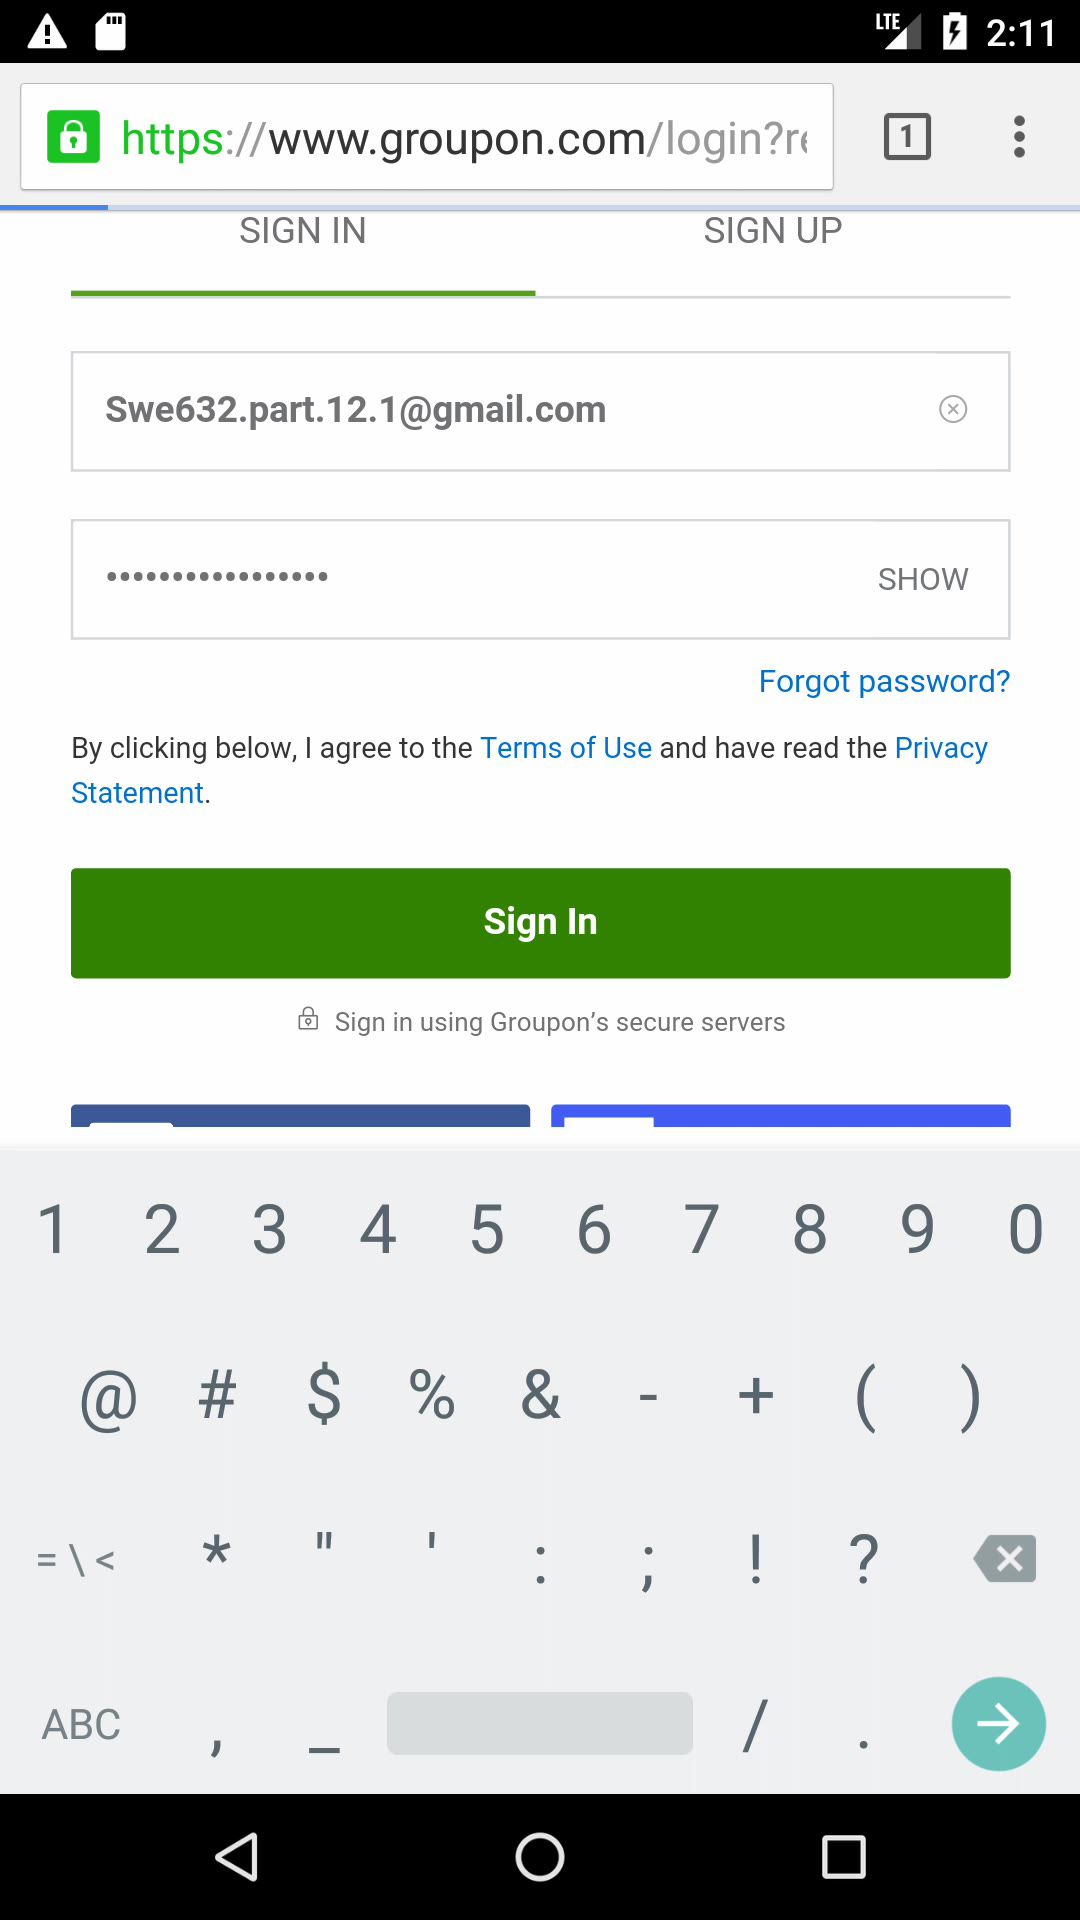 LTE 2:11
https://www.groupon.com/login?re
1
SIGN IN SIGN UP
Swe632.part.12.1@gmail.com
••••••••••••••••• SHOW
Forgot password?
By clicking below, I agree to the Terms of Use and have read the Privacy
Statement.
Sign In
Sign in using Groupon’s secure servers
1 2 3 4 5 6 7 8 9 0
@ # $ % & - + ( )
= \ < * " ' : ; ! ?
ABC , _ / .